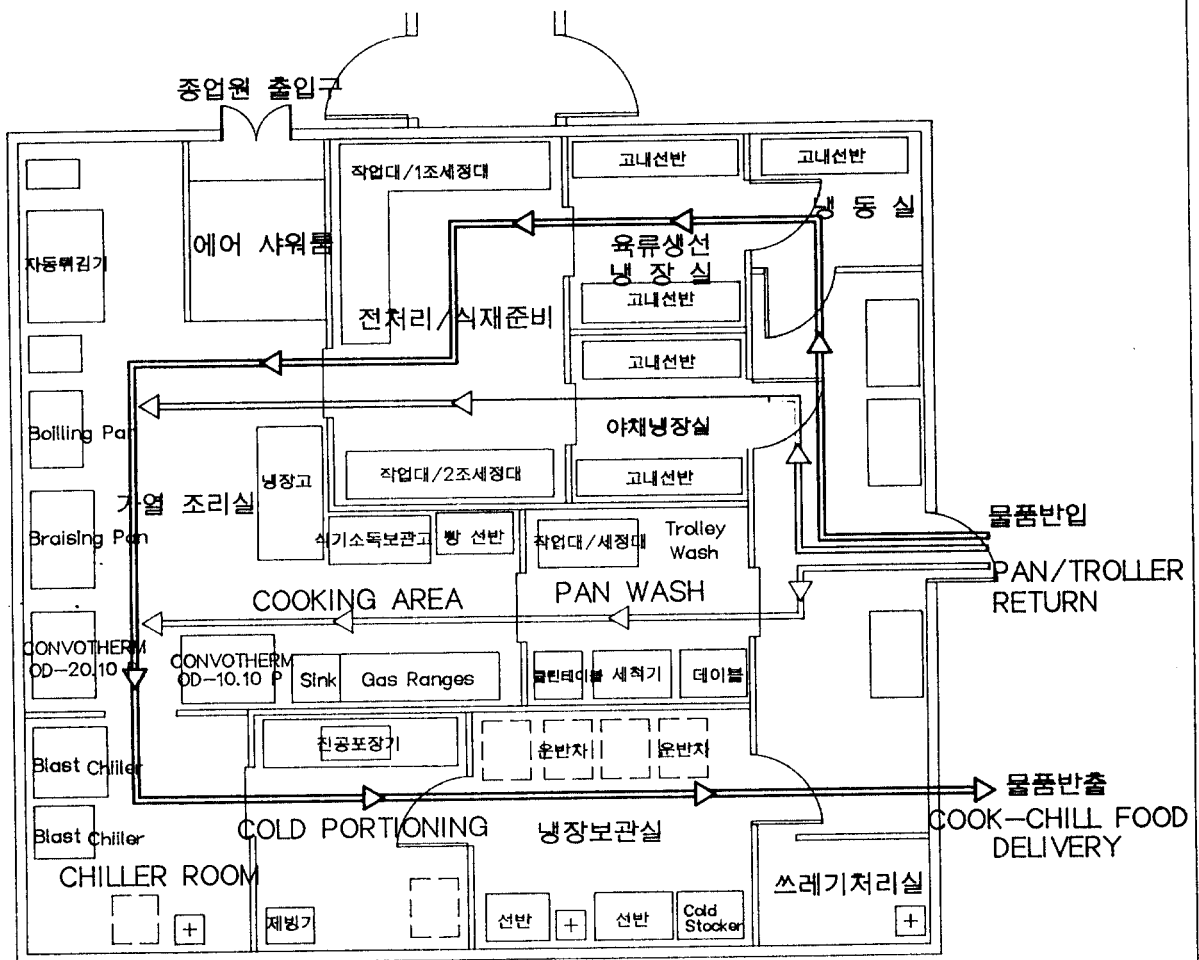 종업원 출입구
작업대/1조세정대
고내선반
고내선반
냉 동 실
에어 샤워룸
육류생선
냉 장 실
자동튀김기
고내선반
전처리/식재준비
고내선반
야채냉장실
Boilling Pan
냉장고
작업대/2조세정대
고내선반
가열 조리실
물품반입
Braising Pan
식기소독보관고
빵 선반
작업대/세정대
Trolley
Wash
PAN/TROLLER
RETURN
COOKING AREA
PAN WASH
CONVOTHERM
OD-20.10 P
CONVOTHERM
OD-10.10 P
Sink
Gas Ranges
클린테이블
세척기
데이블
진공포장기
운반차
운반차
Blast Chiiler
물품반출
COOK-CHILL FOOD
DELIVERY
Blast Chiiler
COLD PORTIONING
냉장보관실
CHILLER ROOM
쓰레기처리실
제빙기
선반
선반
Cold
Stocker